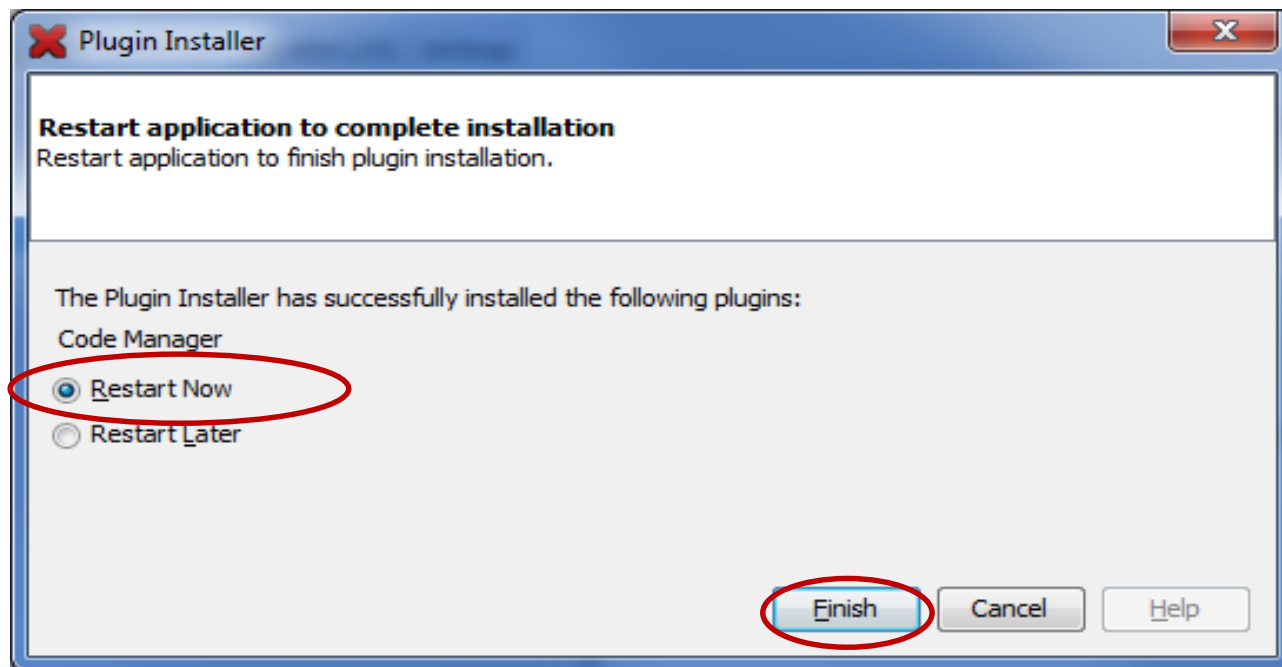 Plugin Installer
Restart application to complete installation
Restart application to finish plugin installation.
The Plugin Installer has successfully installed the following plugins:
Code Manager
Restart Now
Restart Later
Finish Cancel Help